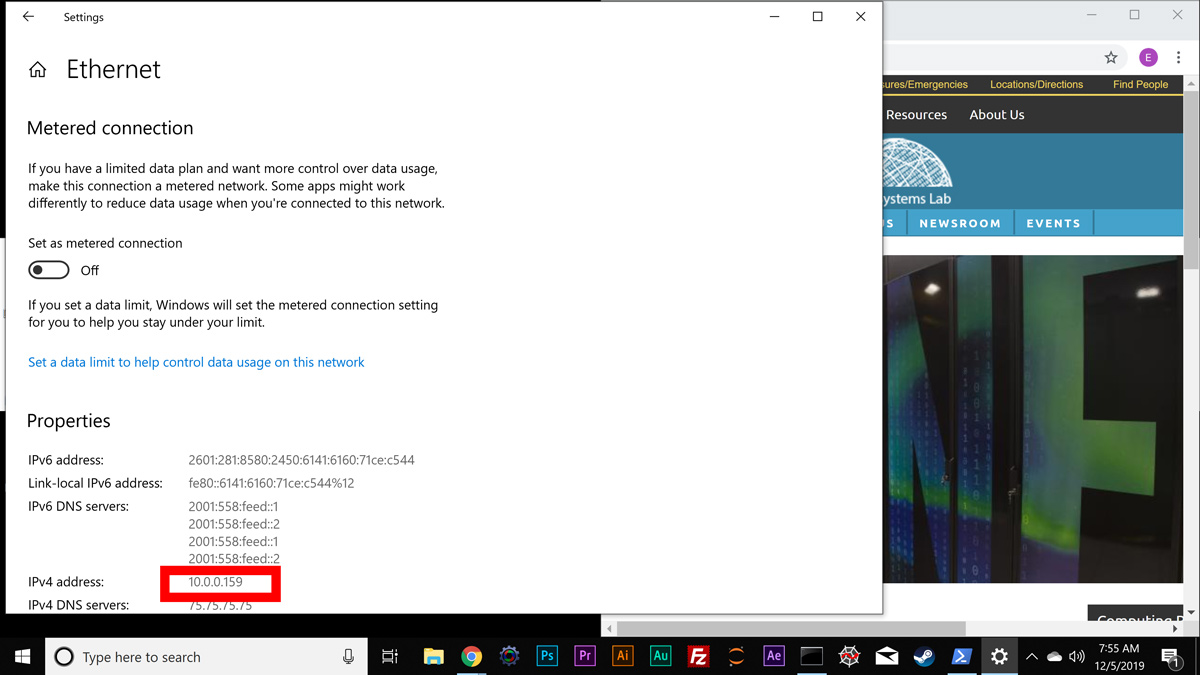 Settings
Ethernet
Metered connection
If you have a limited data plan and want more control over data usage,
make this connection a metered network. Some apps might work
differently to reduce data usage when you're connected to this network.
Set as metered connection
Off
If you set a data limit, Windows will set the metered connection setting
for you to help you stay under your limit.
Set a data limit to help control data usage on this network
Properties
IPv6 address: 2601:281:8580:2450:6141:6160:71ce:c544
Link-local IPv6 address: fe80::6141:6160:71ce:c544%12
IPv6 DNS servers: 2001:558:feed::1
2001:558:feed::2
2001:558:feed::1
2001:558:feed::2
IPv4 address: 10.0.0.159
IPv4 DNS servers: 75.75.75.75
E
sures/Emergencies Locations/Directions Find People
Resources About Us
ystems Lab
US NEWSROOM EVENTS
Computing
Type here to search
Ps Pr Ai Au Fz Ae
7:55 AM
12/5/2019
1